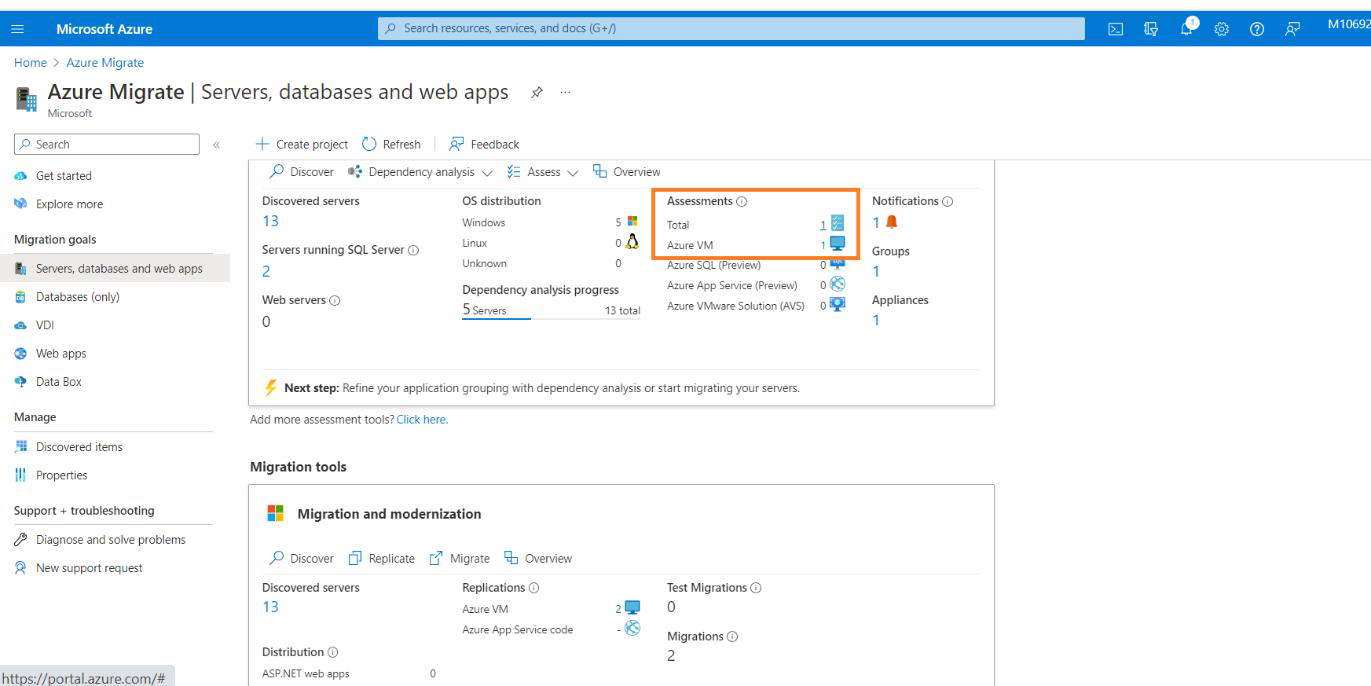 Microsoft Azure
Search resources, services, and docs (G+/)
1
M10692
Home > Azure Migrate
Azure Migrate | Servers, databases and web apps
Microsoft
Search
«
Create project
Refresh
Feedback
Get started
Explore more
Migration goals
Servers, databases and web apps
Databases (only)
VDI
Web apps
Data Box
Manage
Discovered items
Properties
Support + troubleshooting
Diagnose and solve problems
New support request
https://portal.azure.com/#
Discover
Dependency analysis
Assess
Overview
Discovered servers
13
Servers running SQL Server
2
Web servers
0
OS distribution
Windows 5
Linux 0
Unknown 0
Dependency analysis progress
5 Servers 13 total
Assessments
Total 1
Azure VM 1
Azure SQL (Preview) 0
Azure App Service (Preview) 0
Azure VMware Solution (AVS) 0
Notifications
1
Groups
1
Appliances
1
Next step: Refine your application grouping with dependency analysis or start migrating your servers.
Add more assessment tools? Click here.
Migration tools
Migration and modernization
Discover
Replicate
Migrate
Overview
Discovered servers
13
Distribution
ASP.NET web apps 0
Replications
Azure VM 2
Azure App Service code -
Test Migrations
0
Migrations
2